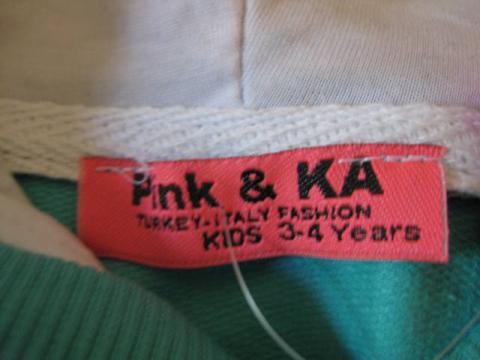 Pink & KA
TURKEY-ITALY FASHION
KIDS 3-4 Years